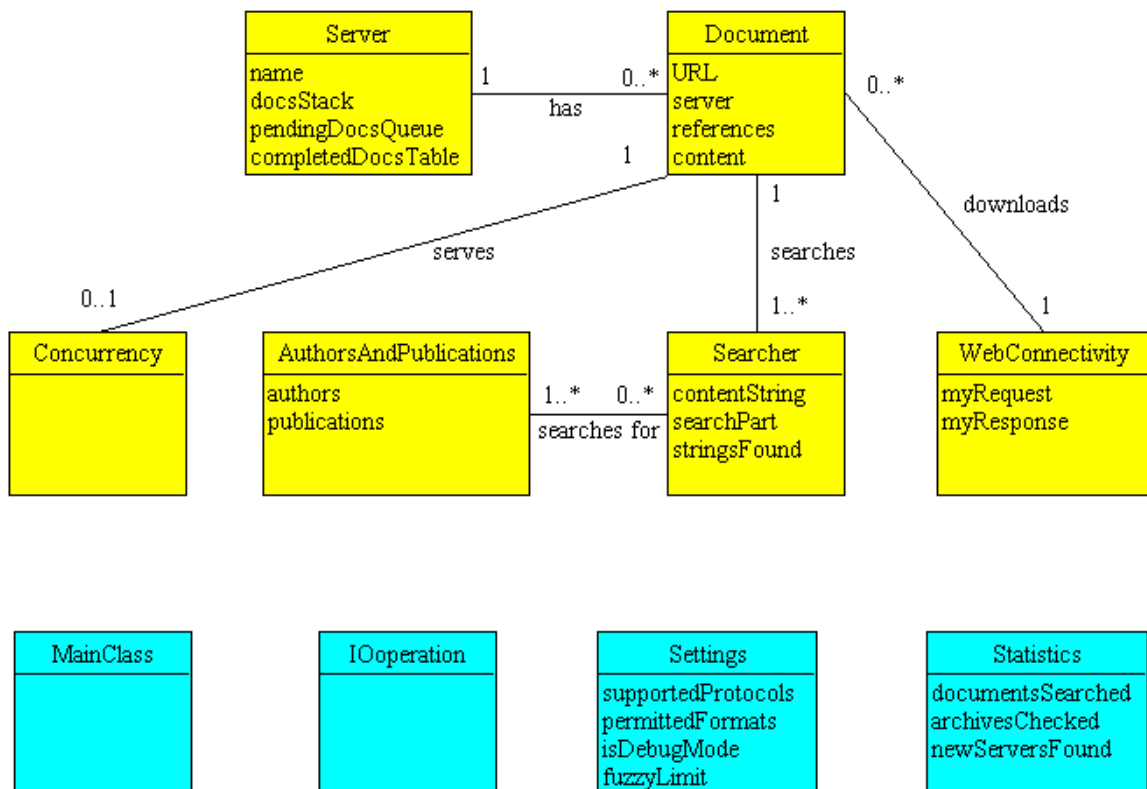 Server
name
docsStack
pendingDocsQueue
completedDocsTable
1
0..*
has
Document
URL
server
references
content
0..*
downloads
1
1
serves
0..1
1
searches
1..*
Concurrency
AuthorsAndPublications
authors
publications
1..*
0..*
searches for
Searcher
contentString
searchPart
stringsFound
WebConnectivity
myRequest
myResponse
MainClass
IOoperation
Settings
supportedProtocols
permittedFormats
isDebugMode
fuzzyLimit
Statistics
documentsSearched
archivesChecked
newServersFound